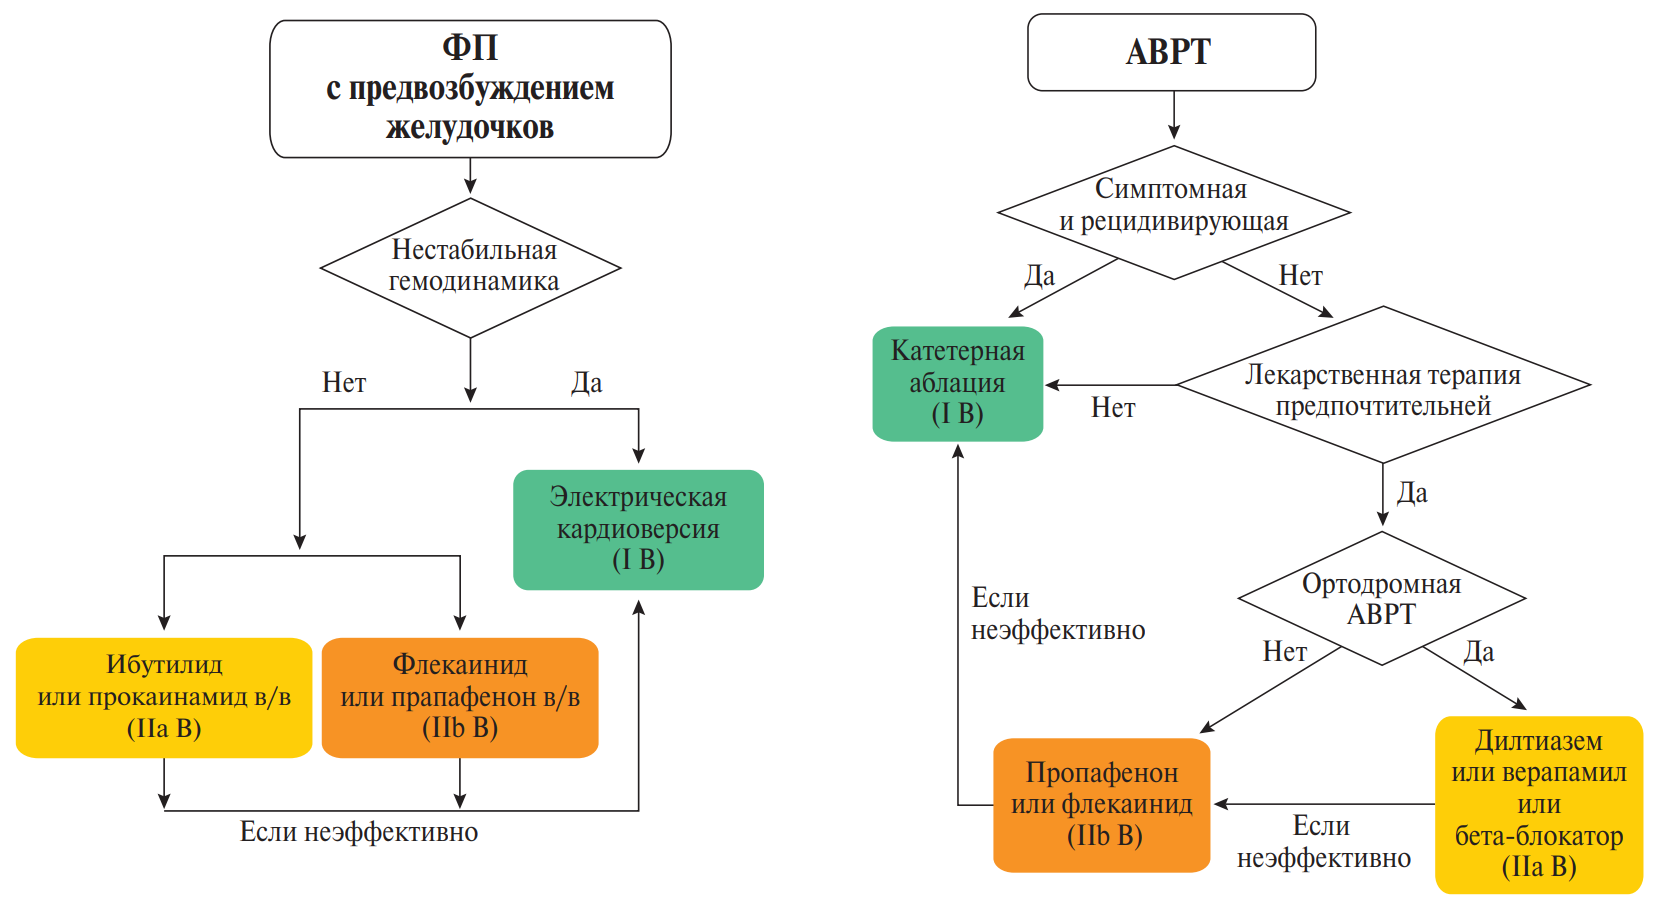 ФП
с предвозбуждением
желудочков
Нестабильная
гемодинамика
Нет
Да
Электрическая
кардиоверсия
(I B)
Ибутилид
или прокаинамид в/в
(IIa B)
Флекаинид
или прапафенон в/в
(IIb B)
Если неэффективно
АВРТ
Симптомная
и рецидивирующая
Да
Нет
Катетерная
аблация
(I B)
Лекарственная терапия
предпочтительней
Нет
Да
Ортодромная
АВРТ
Если
неэффективно
Нет
Да
Пропафенон
или флекаинид
(IIb B)
Если
неэффективно
Дилтиазем
или верапамил
или
бета-блокатор
(IIa B)